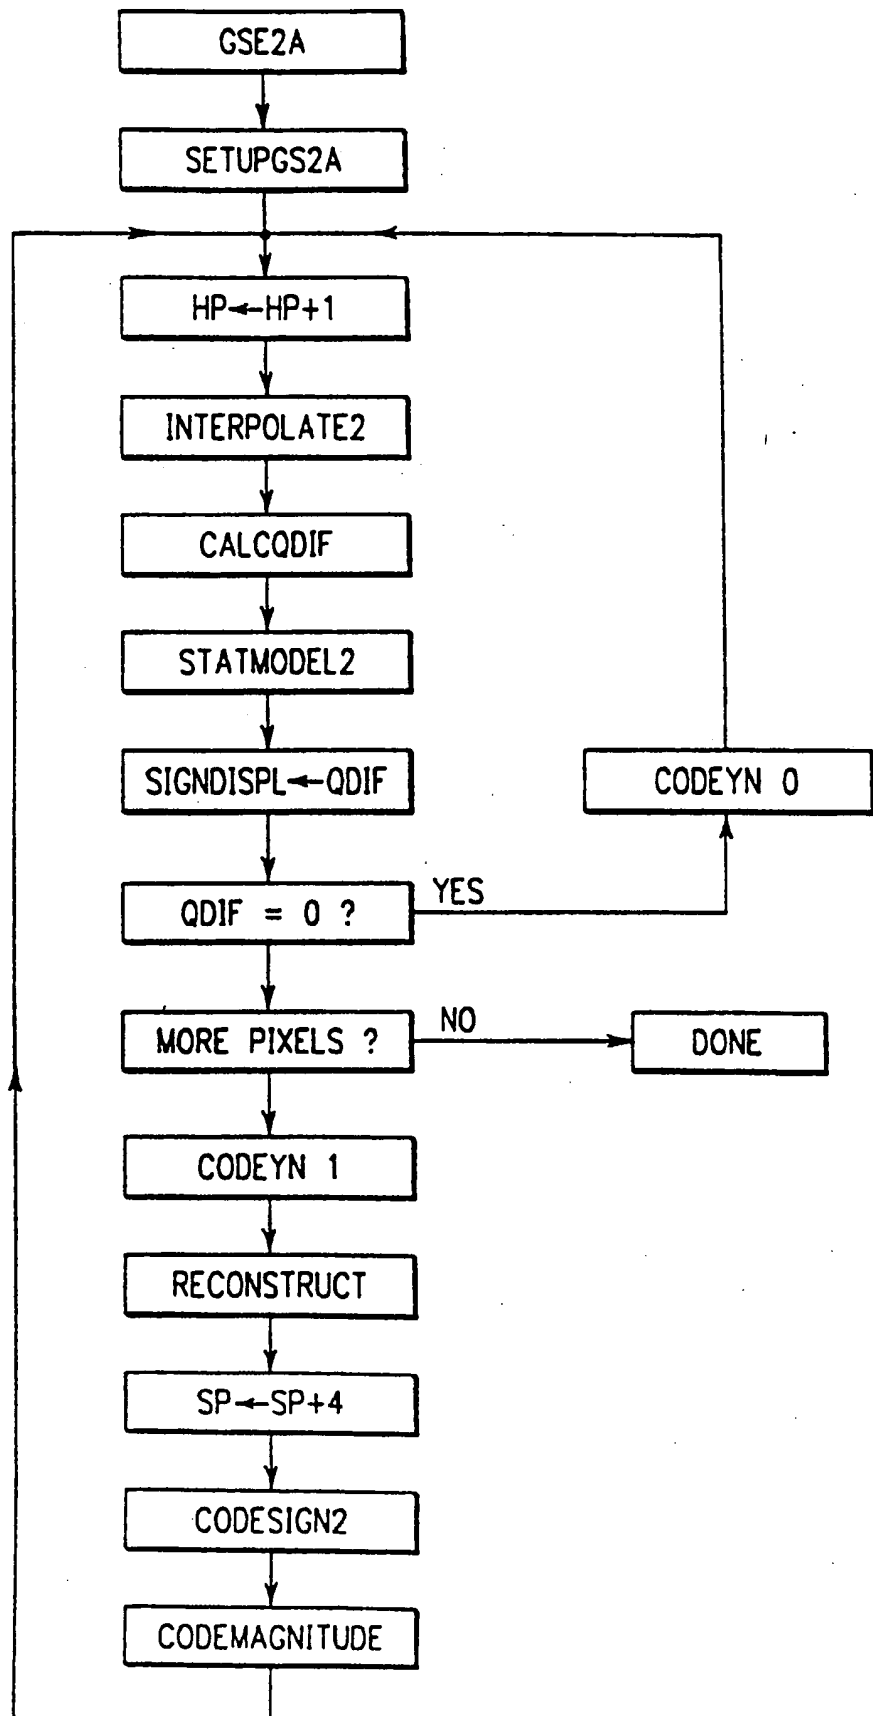 GSE2A
SETUPGS2A
HP←HP+1
INTERPOLATE2
CALCQDIF
STATMODEL2
SIGNDISPL←QDIF
CODEYN 0
QDIF = 0 ?
YES
MORE PIXELS ?
NO
DONE
CODEYN 1
RECONSTRUCT
SP←SP+4
CODESIGN2
CODEMAGNITUDE